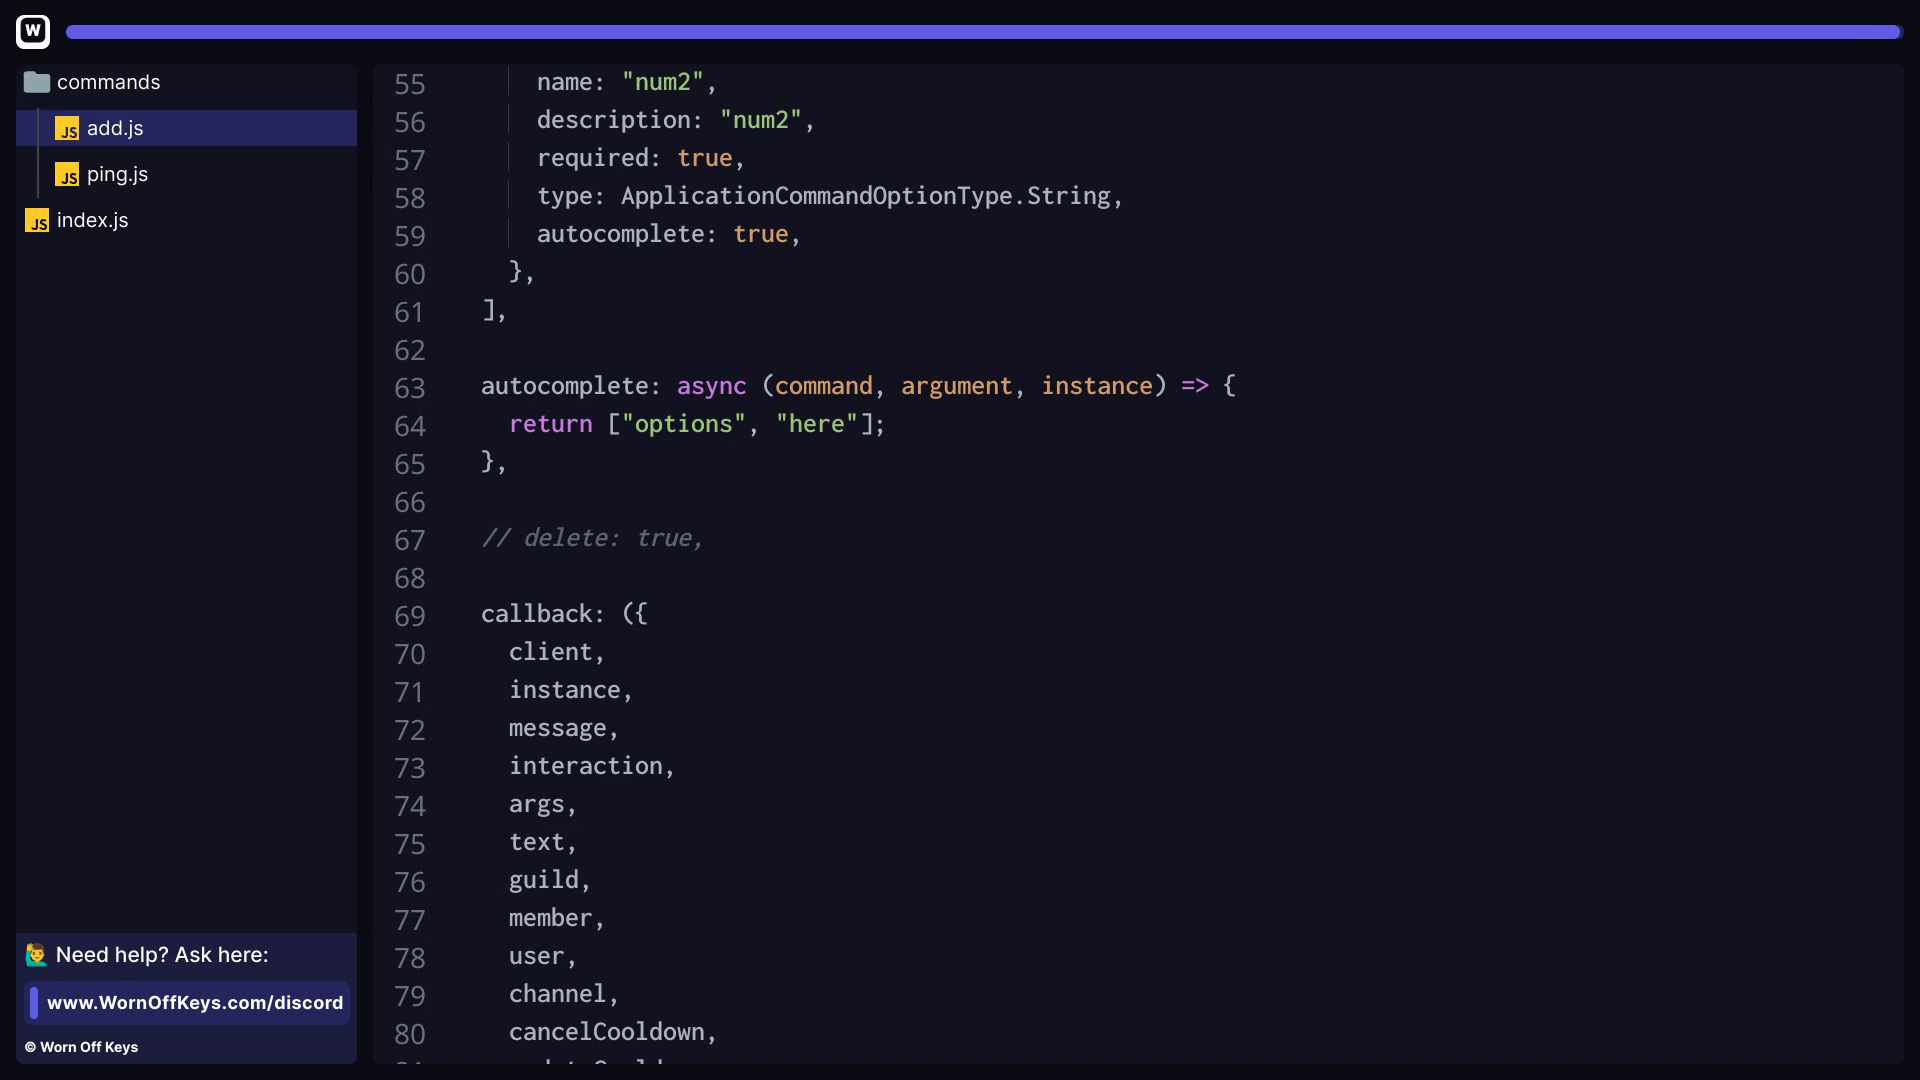 W
commands
JS add.js
JS ping.js
JS index.js
🙋‍♂️ Need help? Ask here:
www.WornOffKeys.com/discord
© Worn Off Keys
55 name: "num2",
56 description: "num2",
57 required: true,
58 type: ApplicationCommandOptionType.String,
59 autocomplete: true,
60 },
61 ],
62
63 autocomplete: async (command, argument, instance) => {
64 return ["options", "here"];
65 },
66
67 // delete: true,
68
69 callback: ({
70 client,
71 instance,
72 message,
73 interaction,
74 args,
75 text,
76 guild,
77 member,
78 user,
79 channel,
80 cancelCooldown,